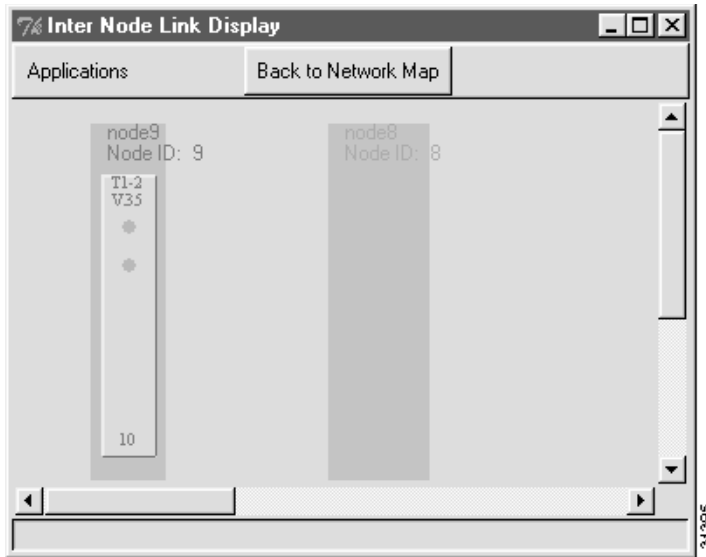 Inter Node Link Display
Applications Back to Network Map
node9
Node ID: 9
T1-2
V35
10
node8
Node ID: 8